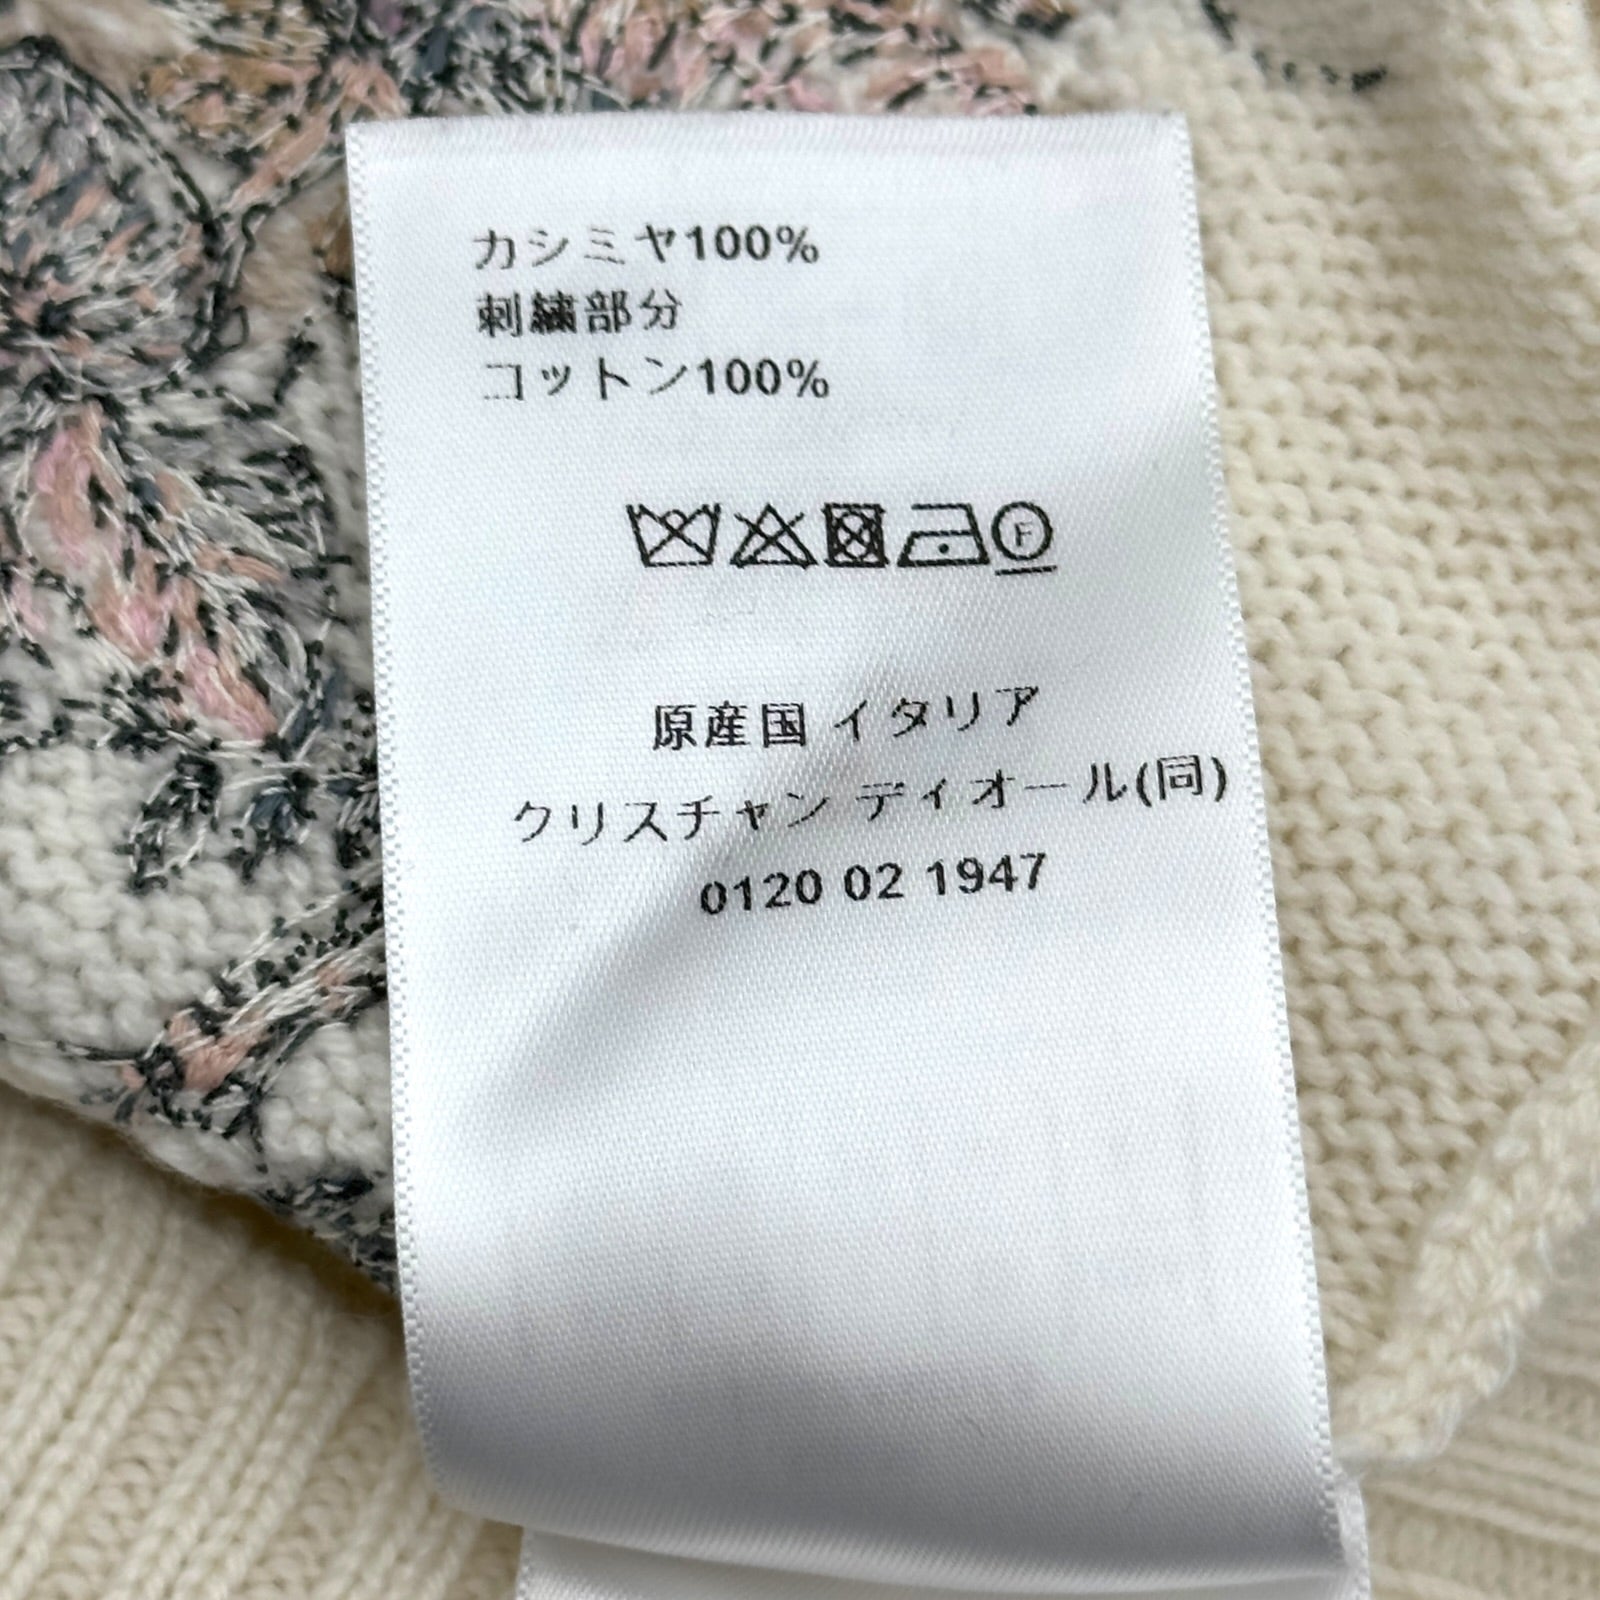 カシミヤ100%
刺繍部分
コットン100%
F
原産国 イタリア
クリスチャン ディオール(同)
0120 02 1947